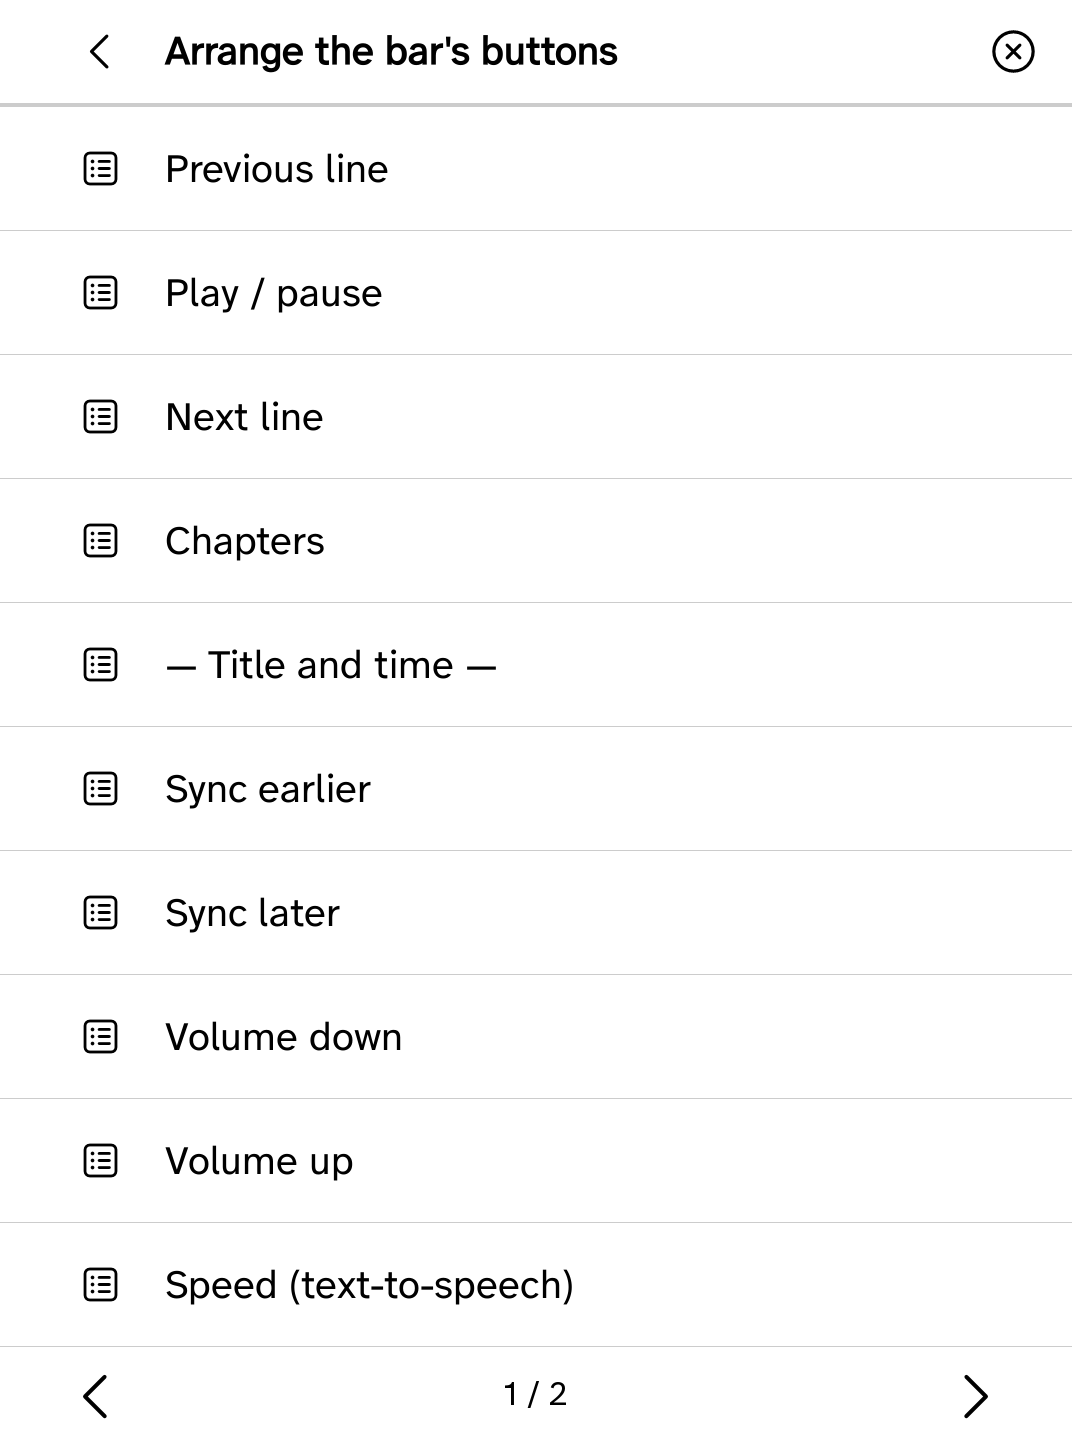 Arrange the bar's buttons
Previous line
Play / pause
Next line
Chapters
— Title and time —
Sync earlier
Sync later
Volume down
Volume up
Speed (text-to-speech)
1 / 2